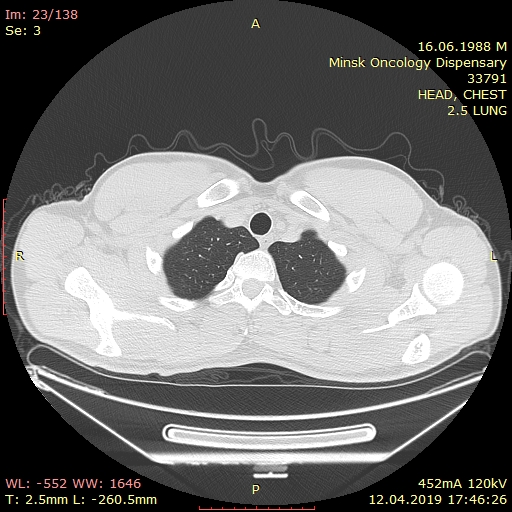 Im: 23/138
Se: 3
A
16.06.1988 M
Minsk Oncology Dispensary
33791
HEAD, CHEST
2.5 LUNG
R
L
WL: -552 WW: 1646
T: 2.5mm L: -260.5mm
P
452mA 120kV
12.04.2019 17:46:26